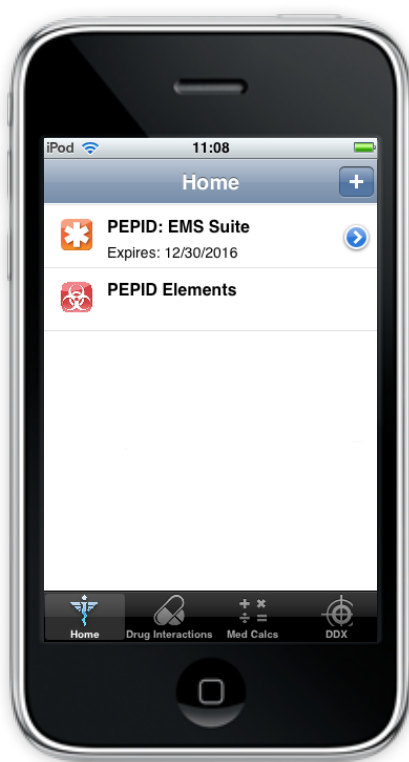 iPod 11:08
Home
PEPID: EMS Suite
Expires: 12/30/2016
PEPID Elements
Home Drug Interactions Med Calcs DDX